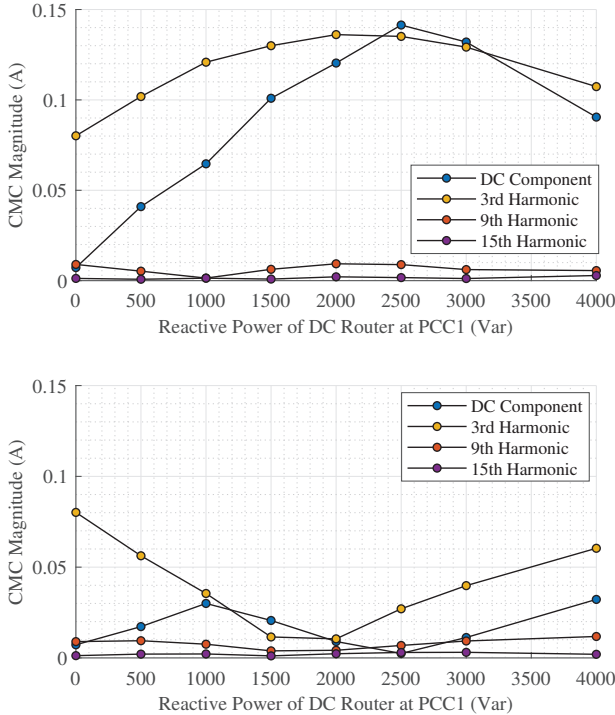 0.15
0.1
0.05
0
CMC Magnitude (A)
DC Component
3rd Harmonic
9th Harmonic
15th Harmonic
0 500 1000 1500 2000 2500 3000 4000
Reactive Power of DC Router at PCC1 (Var)
0.15
0.1
0.05
0
CMC Magnitude (A)
DC Component
3rd Harmonic
9th Harmonic
15th Harmonic
0 500 1000 1500 2000 2500 3000 4000
Reactive Power of DC Router at PCC1 (Var)